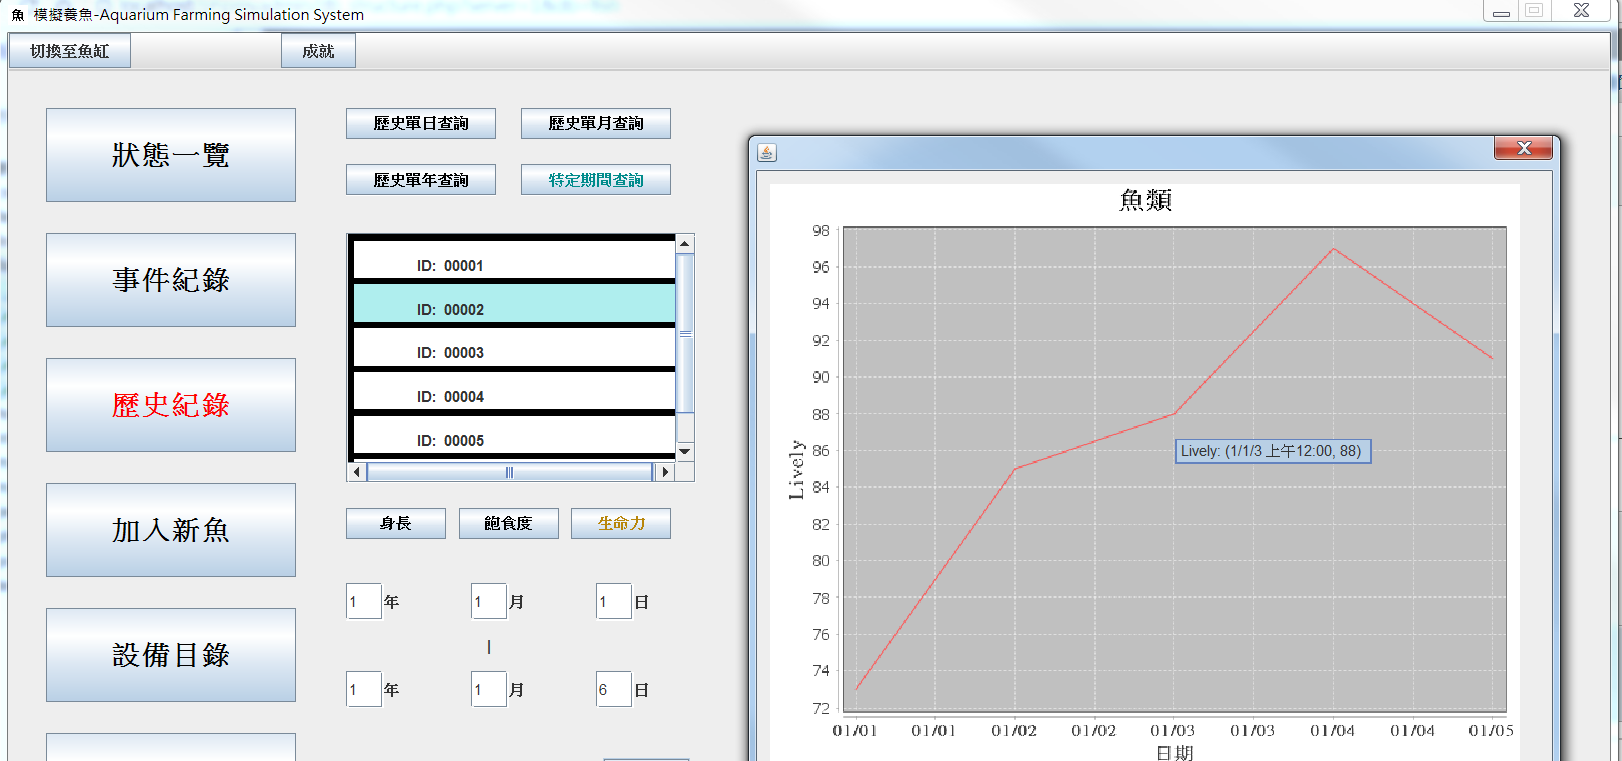 魚 模擬養魚-Aquarium Farming Simulation System
切換至魚缸
成就
狀態一覽
事件紀錄
歷史紀錄
加入新魚
設備目錄
歷史單日查詢
歷史單月查詢
歷史單年查詢
特定期間查詢
ID: 00001
ID: 00002
ID: 00003
ID: 00004
ID: 00005
身長
飽食度
生命力
1 年 1 月 1 日
|
1 年 1 月 6 日
魚類
98
96
94
92
90
88
86
84
82
80
78
76
74
72
Lively
Lively: (1/1/3 上午12:00, 88)
01/01 01/01 01/02 01/02 01/03 01/03 01/04 01/04 01/05
日期